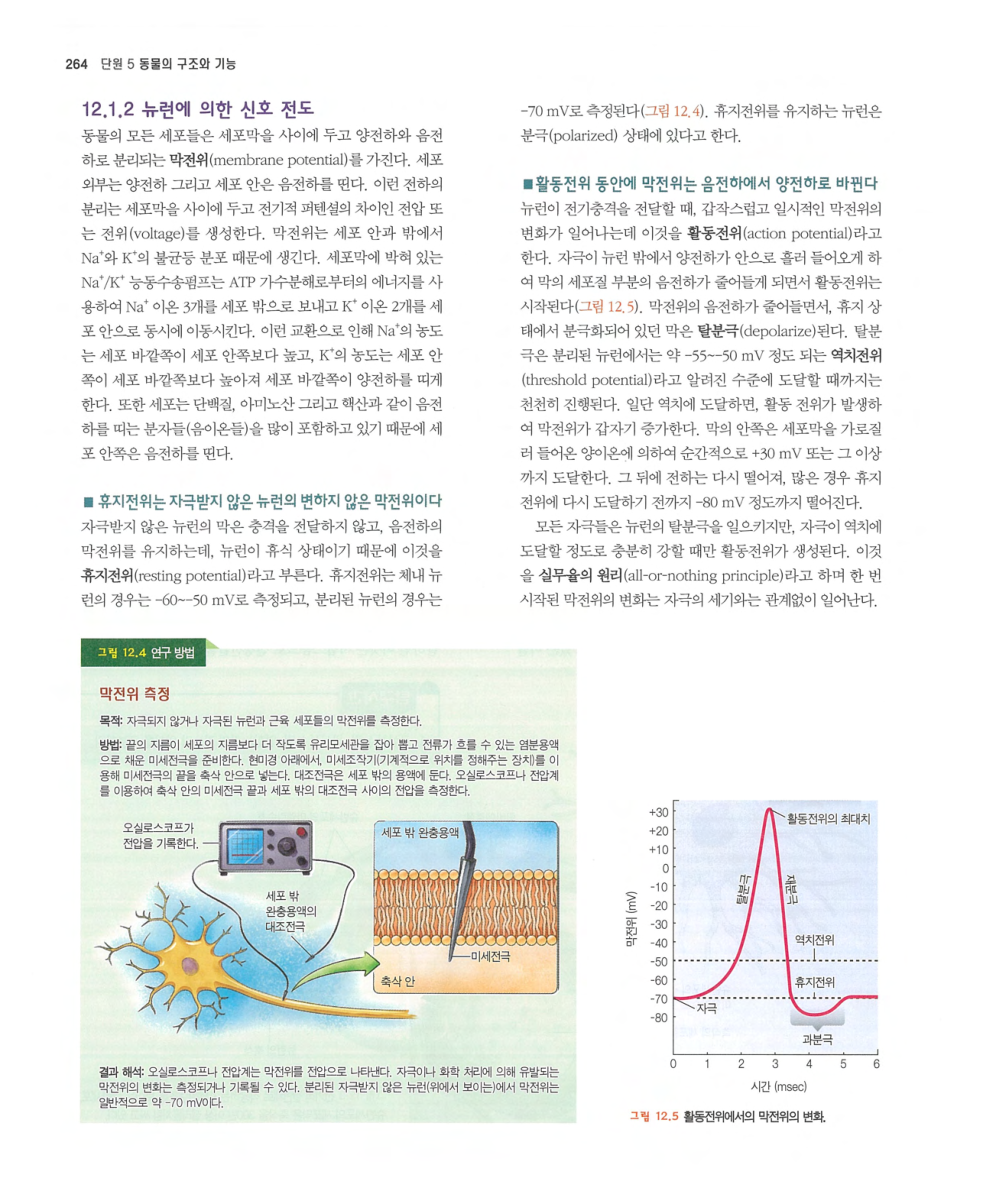 264 단원 5 동물의 구조와 기능
12.1.2 뉴런에 의한 신호 전도
동물의 모든 세포들은 세포막을 사이에 두고 양전하와 음전
하로 분리되는 막전위(membrane potential)를 가진다. 세포
외부는 양전하 그리고 세포 안은 음전하를 띤다. 이런 전하의
분리는 세포막을 사이에 두고 전기적 퍼텐셜의 차이인 전압 또
는 전위(voltage)를 생성한다. 막전위는 세포 안과 밖에서
Na⁺와 K⁺의 불균등 분포 때문에 생긴다. 세포막에 박혀 있는
Na⁺/K⁺ 능동수송펌프는 ATP 가수분해로부터의 에너지를 사
용하여 Na⁺ 이온 3개를 세포 밖으로 보내고 K⁺ 이온 2개를 세
포 안으로 동시에 이동시킨다. 이런 교환으로 인해 Na⁺의 농도
는 세포 바깥쪽이 세포 안쪽보다 높고, K⁺의 농도는 세포 안
쪽이 세포 바깥쪽보다 높아져 세포 바깥쪽이 양전하를 띠게
한다. 또한 세포는 단백질, 아미노산 그리고 핵산과 같이 음전
하를 띠는 분자들(음이온들)을 많이 포함하고 있기 때문에 세
포 안쪽은 음전하를 띤다.
■ 휴지전위는 자극받지 않은 뉴런의 변하지 않은 막전위이다
자극받지 않은 뉴런의 막은 충격을 전달하지 않고, 음전하의
막전위를 유지하는데, 뉴런이 휴식 상태이기 때문에 이것을
휴지전위(resting potential)라고 부른다. 휴지전위는 체내 뉴
런의 경우는 -60~-50 mV로 측정되고, 분리된 뉴런의 경우는
-70 mV로 측정된다(그림 12.4). 휴지전위를 유지하는 뉴런은
분극(polarized) 상태에 있다고 한다.
■활동전위 동안에 막전위는 음전하에서 양전하로 바뀐다
뉴런이 전기충격을 전달할 때, 갑작스럽고 일시적인 막전위의
변화가 일어나는데 이것을 활동전위(action potential)라고
한다. 자극이 뉴런 밖에서 양전하가 안으로 흘러 들어오게 하
여 막의 세포질 부분의 음전하가 줄어들게 되면서 활동전위는
시작된다(그림 12.5). 막전위의 음전하가 줄어들면서, 휴지 상
태에서 분극화되어 있던 막은 탈분극(depolarize)된다. 탈분
극은 분리된 뉴런에서는 약 -55~-50 mV 정도 되는 역치전위
(threshold potential)라고 알려진 수준에 도달할 때까지는
천천히 진행된다. 일단 역치에 도달하면, 활동 전위가 발생하
여 막전위가 갑자기 증가한다. 막의 안쪽은 세포막을 가로질
러 들어온 양이온에 의하여 순간적으로 +30 mV 또는 그 이상
까지 도달한다. 그 뒤에 전하는 다시 떨어져, 많은 경우 휴지
전위에 다시 도달하기 전까지 -80 mV 정도까지 떨어진다.
모든 자극들은 뉴런의 탈분극을 일으키지만, 자극이 역치에
도달할 정도로 충분히 강할 때만 활동전위가 생성된다. 이것
을 실무율의 원리(all-or-nothing principle)라고 하며 한 번
시작된 막전위의 변화는 자극의 세기와는 관계없이 일어난다.
그림 12.4 연구 방법
막전위 측정
목적: 자극되지 않거나 자극된 뉴런과 근육 세포들의 막전위를 측정한다.
방법: 끝의 지름이 세포의 지름보다 더 작도록 유리모세관을 잡아 뽑고 전류가 흐를 수 있는 염분용액
으로 채운 미세전극을 준비한다. 현미경 아래에서, 미세조작기(기계적으로 위치를 정해주는 장치)를 이
용해 미세전극의 끝을 축삭 안으로 넣는다. 대조전극은 세포 밖의 용액에 둔다. 오실로스코프나 전압계
를 이용하여 축삭 안의 미세전극 끝과 세포 밖의 대조전극 사이의 전압을 측정한다.
오실로스코프가
전압을 기록한다.
세포 밖
완충용액의
대조전극
세포 밖 완충용액
미세전극
축삭 안
결과 해석: 오실로스코프나 전압계는 막전위를 전압으로 나타낸다. 자극이나 화학 처리에 의해 유발되는
막전위의 변화는 측정되거나 기록될 수 있다. 분리된 자극받지 않은 뉴런(위에서 보이는)에서 막전위는
일반적으로 약 -70 mV이다.
막전위 (mV)
+30
+20
+10
0
-10
-20
-30
-40
-50
-60
-70
-80
활동전위의 최대치
탈분극
재분극
역치전위
휴지전위
자극
과분극
0 1 2 3 4 5 6
시간 (msec)
그림 12.5 활동전위에서의 막전위의 변화.